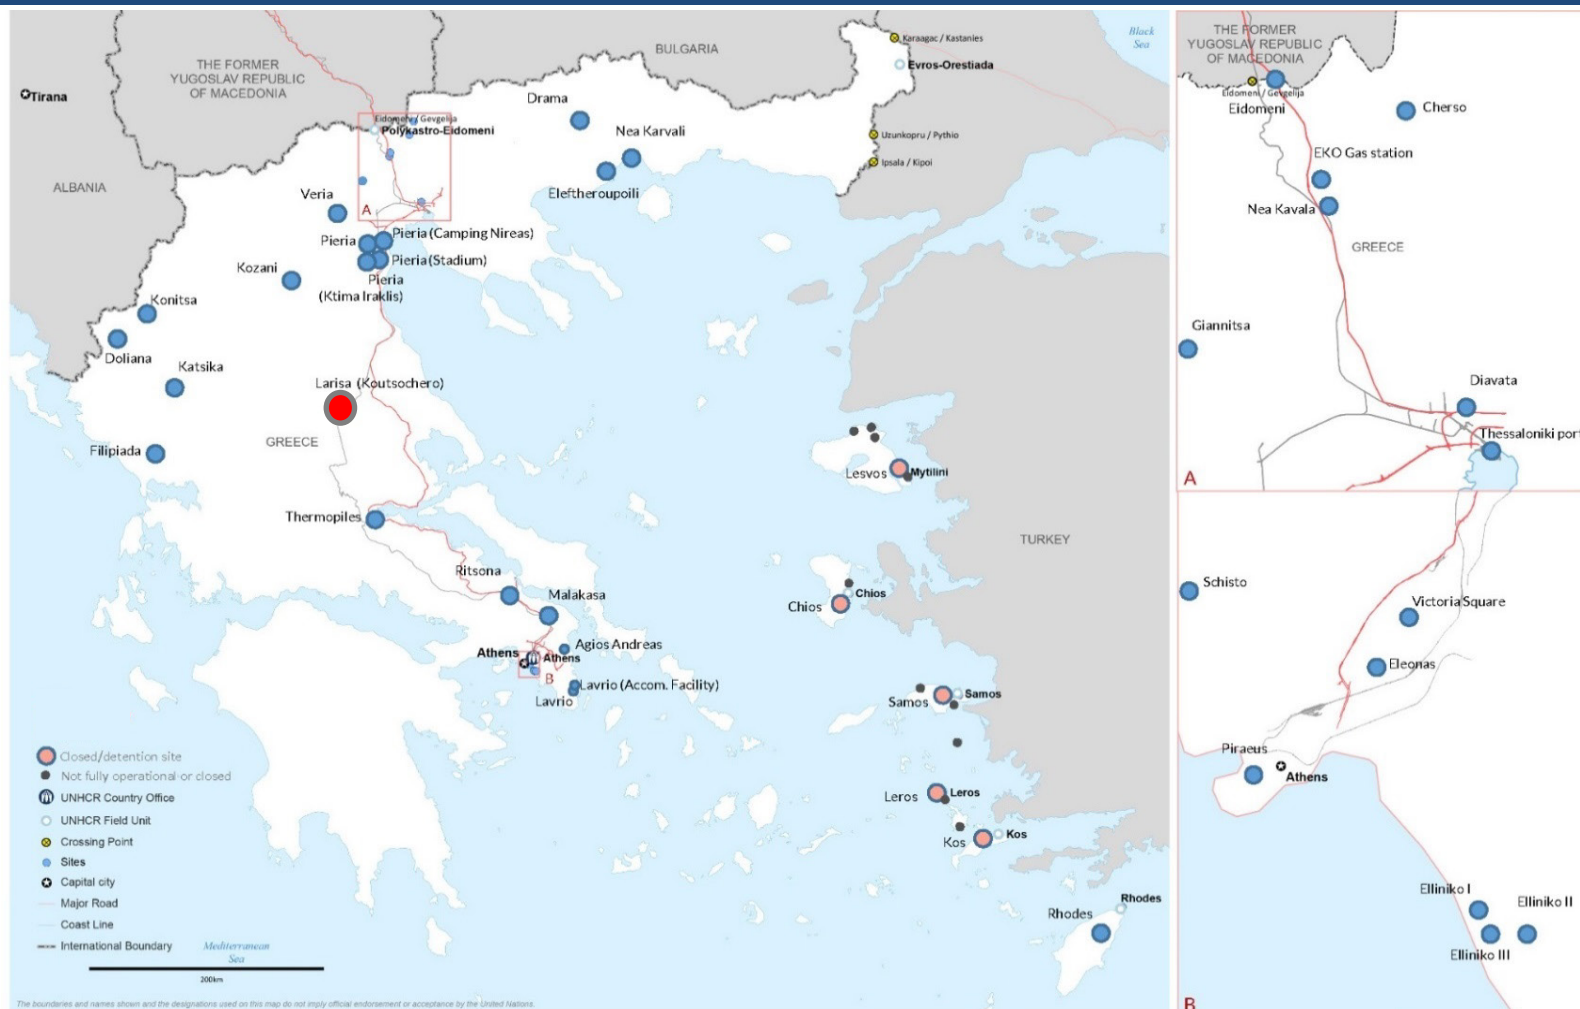 BULGARIA
Black
Sea
Karaagac / Kastanies
Evros-Orestiada
THE FORMER
YUGOSLAV REPUBLIC
OF MACEDONIA
Tirana
Drama
Eidomeni / Gevgelija
Polykastro-Eidomeni
Nea Karvali
Uzunkopru / Pythio
Ipsala / Kipoi
ALBANIA
Veria
A
Eleftheroupoili
Pieria
Pieria (Camping Nireas)
Pieria (Stadium)
Kozani
Pieria
(Ktima Iraklis)
Konitsa
Doliana
Katsika
Larisa (Koutsochero)
GREECE
Filipiada
Lesvos
Mytilini
Thermopiles
TURKEY
Ritsona
Malakasa
Chios
Chios
Agios Andreas
Athens
Athens
B
Lavrio (Accom. Facility)
Lavrio
Samos
Samos
Leros
Leros
Kos
Kos
Rhodes
Rhodes
Closed/detention site
Not fully operational or closed
UNHCR Country Office
UNHCR Field Unit
Crossing Point
Sites
Capital city
Major Road
Coast Line
International Boundary
Mediterranean
Sea
200km
The boundaries and names shown and the designations used on this map do not imply official endorsement or acceptance by the United Nations.
THE FORMER
YUGOSLAV REPUBLIC
OF MACEDONIA
Eidomeni / Gevgelija
Eidomeni
Cherso
EKO Gas station
Nea Kavala
GREECE
Giannitsa
Diavata
Thessaloniki port
A
Schisto
Victoria Square
Eleonas
Piraeus
Athens
Elliniko I
Elliniko II
Elliniko III
B